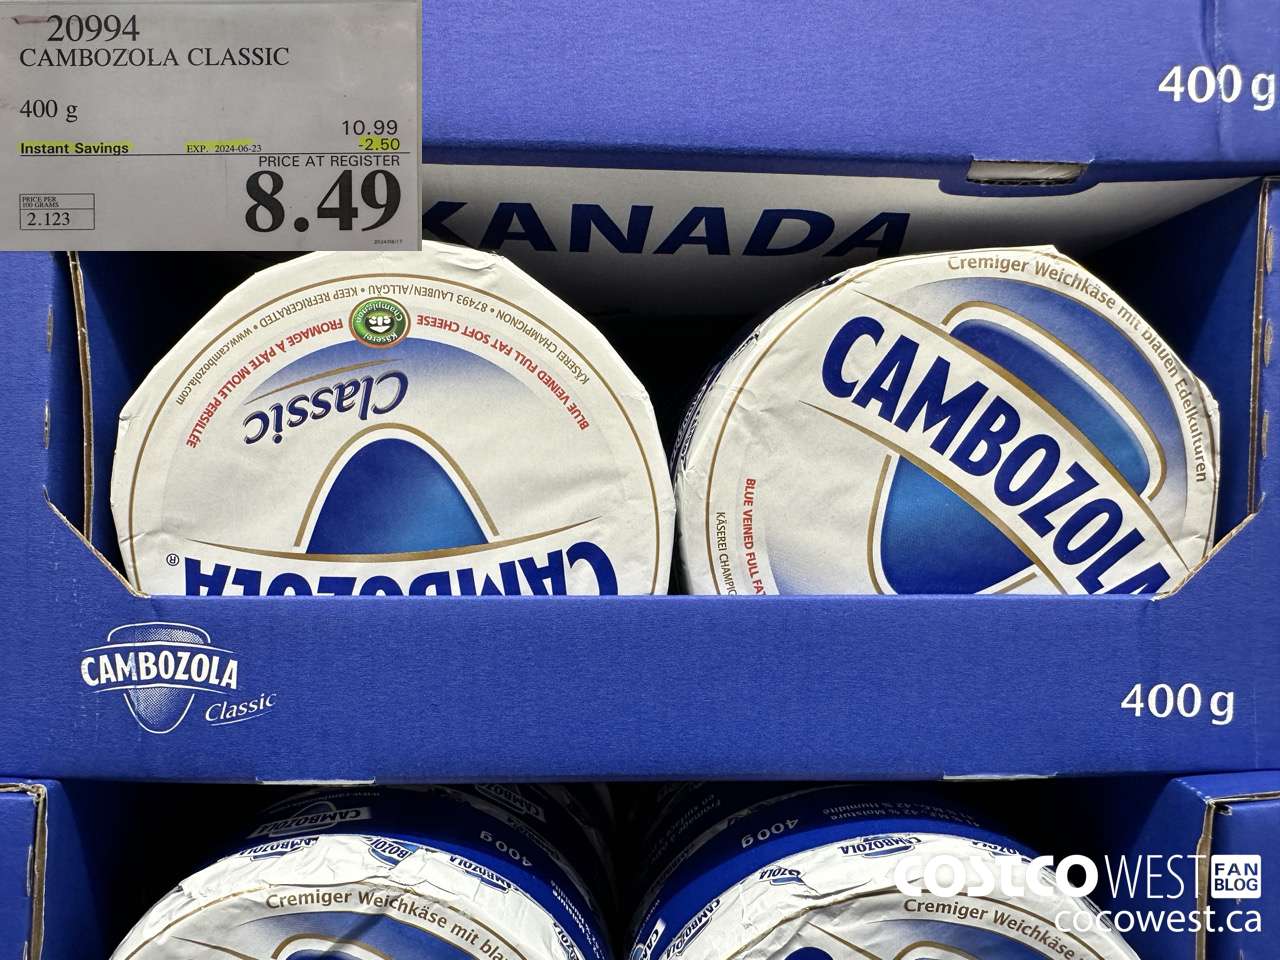 20994
CAMBOZOLA CLASSIC
400 g
10.99
Instant Savings EXP. 2024-06-23 -2.50
PRICE AT REGISTER
8.49
PRICE PER
100 GRAMS
2.123
400 g
KANADA
www.cambozola.com • KEEP REFRIGERATED • 87493 LAUBEN/ALLGÄU • KÄSEREI CHAMPIGNON
FROMAGE À PÂTE MOLLE PERSILLÉE
Käserei
Champignon
BLUE VEINED FULL FAT SOFT CHEESE
Classic
CAMBOZOLA®
Cremiger Weichkäse mit blauen Edelkulturen
CAMBOZOLA
BLUE VEINED FULL FAT
KÄSEREI CHAMPIG
CAMBOZOLA
Classic
400 g
CAMBOZOLA
400g
400g
CAMBOZOLA
Cremiger Weichkäse mit blau
Cremiger Weichkäse
COSTCO WEST FAN BLOG
cocowest.ca